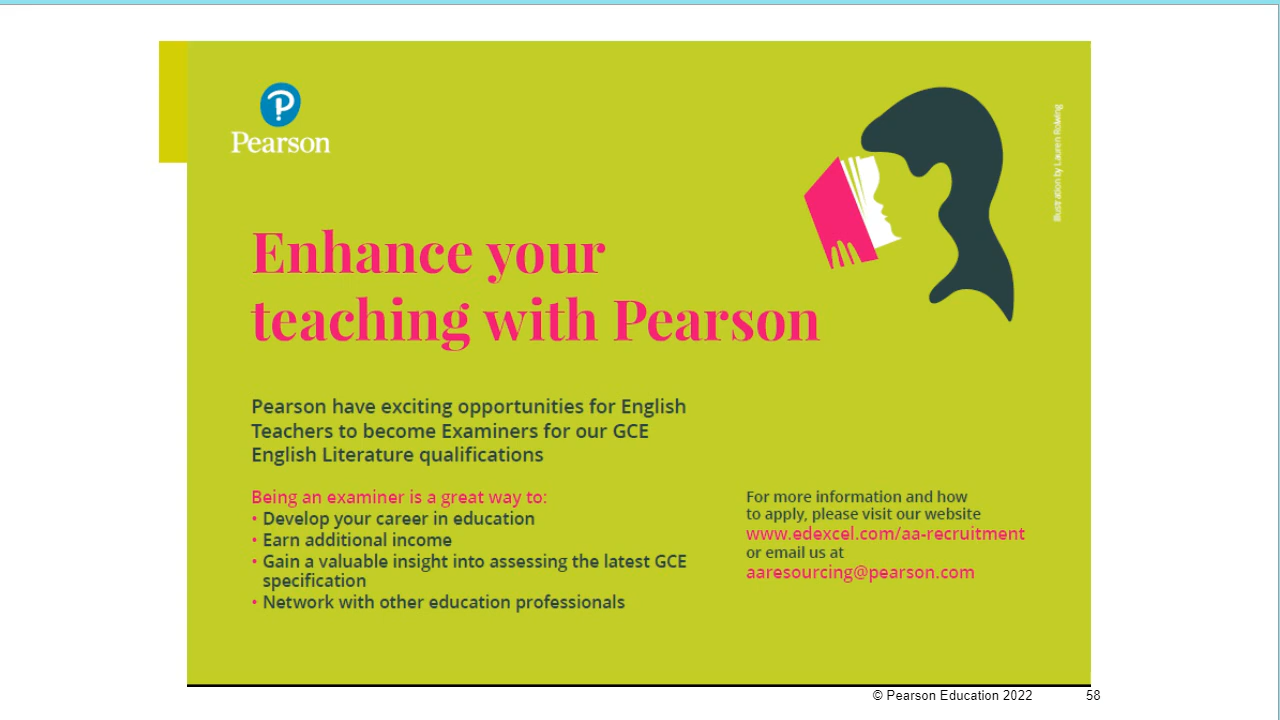 Pearson
Illustration by Lauren Rolwing
Enhance your
teaching with Pearson
Pearson have exciting opportunities for English
Teachers to become Examiners for our GCE
English Literature qualifications
Being an examiner is a great way to:
• Develop your career in education
• Earn additional income
• Gain a valuable insight into assessing the latest GCE
specification
• Network with other education professionals
For more information and how
to apply, please visit our website
www.edexcel.com/aa-recruitment
or email us at
aaresourcing@pearson.com
© Pearson Education 2022
58